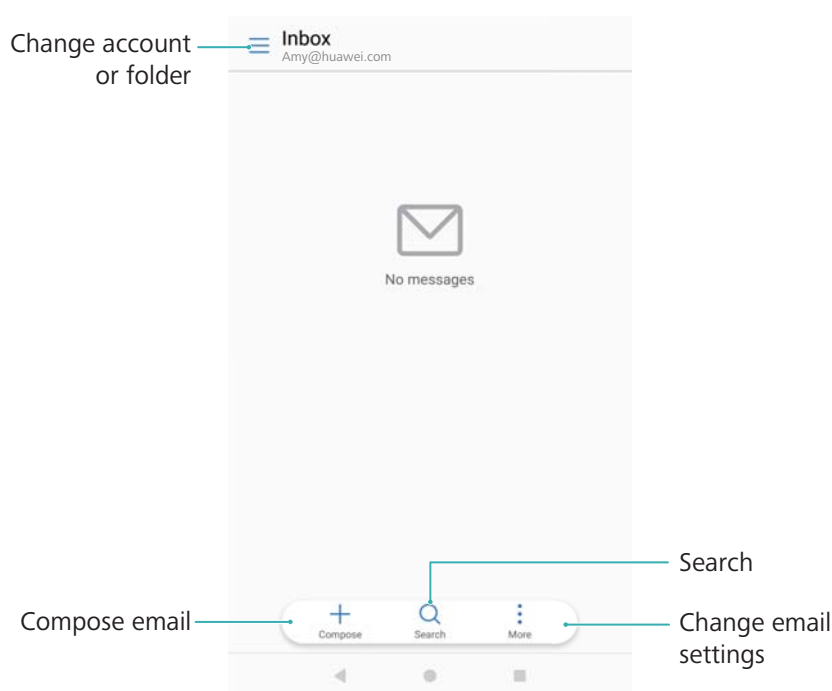 Change account
or folder
Inbox
Amy@huawei.com
No messages
Search
Compose email
Compose
Search
More
Change email
settings